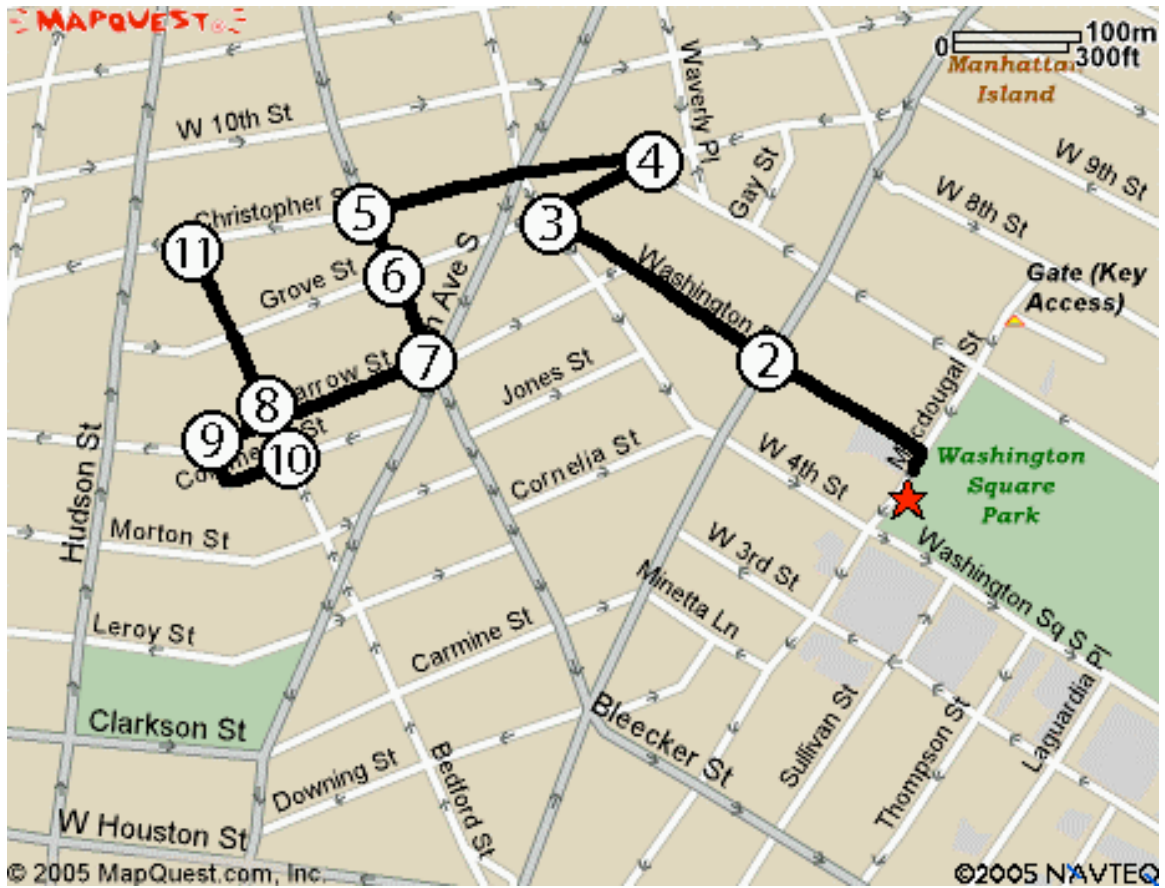 MAPQUEST
100m
0
300ft
Manhattan
Island
Waverly Pl
W 10th St
W 9th St
Gay St
4
W 8th St
Christopher S
5
3
11
Ave S
Washington
Gate (Key
Access)
6
Grove St
2
7
Macdougal St
arrow St
Jones St
8
9
10
Hudson St
W 4th St
Washington
Square
Park
Cornelia St
Morton St
W 3rd St
Washington Sq S
Minetta Ln
Leroy St
Carmine St
Laguardia Pl
Clarkson St
Bleecker St
Sullivan St
Thompson St
Downing St
Bedford St
W Houston St
© 2005 MapQuest.com, Inc.
©2005 NAVTEQ